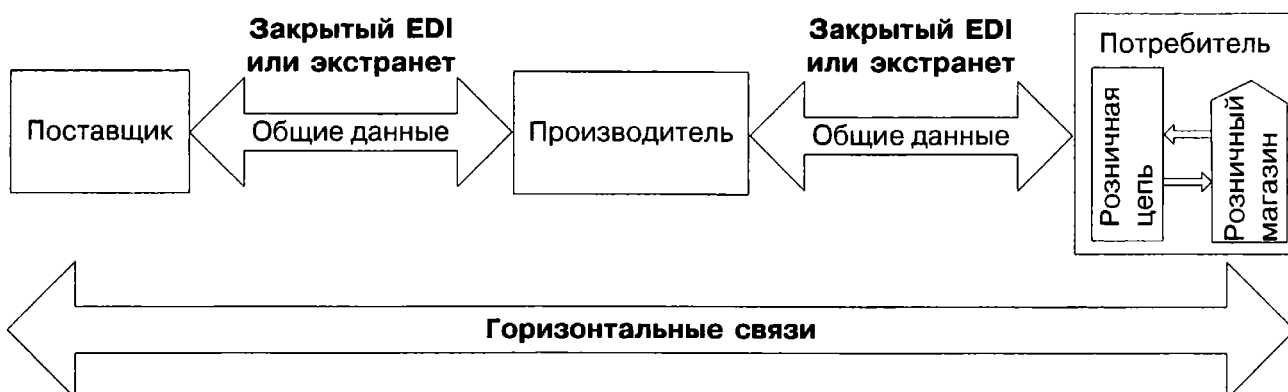 Закрытый EDI
или экстранет
Закрытый EDI
или экстранет
Потребитель
Поставщик
Общие данные
Производитель
Общие данные
Розничная
цепь
Розничный
магазин
Горизонтальные связи